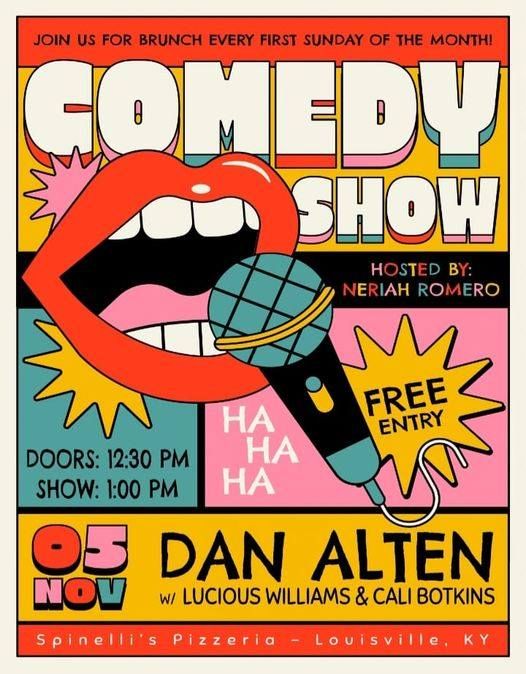 JOIN US FOR BRUNCH EVERY FIRST SUNDAY OF THE MONTH!
COMEDY
SHOW
HOSTED BY:
NERIAH ROMERO
FREE
ENTRY
HA
HA
HA
DOORS: 12:30 PM
SHOW: 1:00 PM
05
NOV
DAN ALTEN
W/ LUCIOUS WILLIAMS & CALI BOTKINS
Spinelli's Pizzeria – Louisville, KY